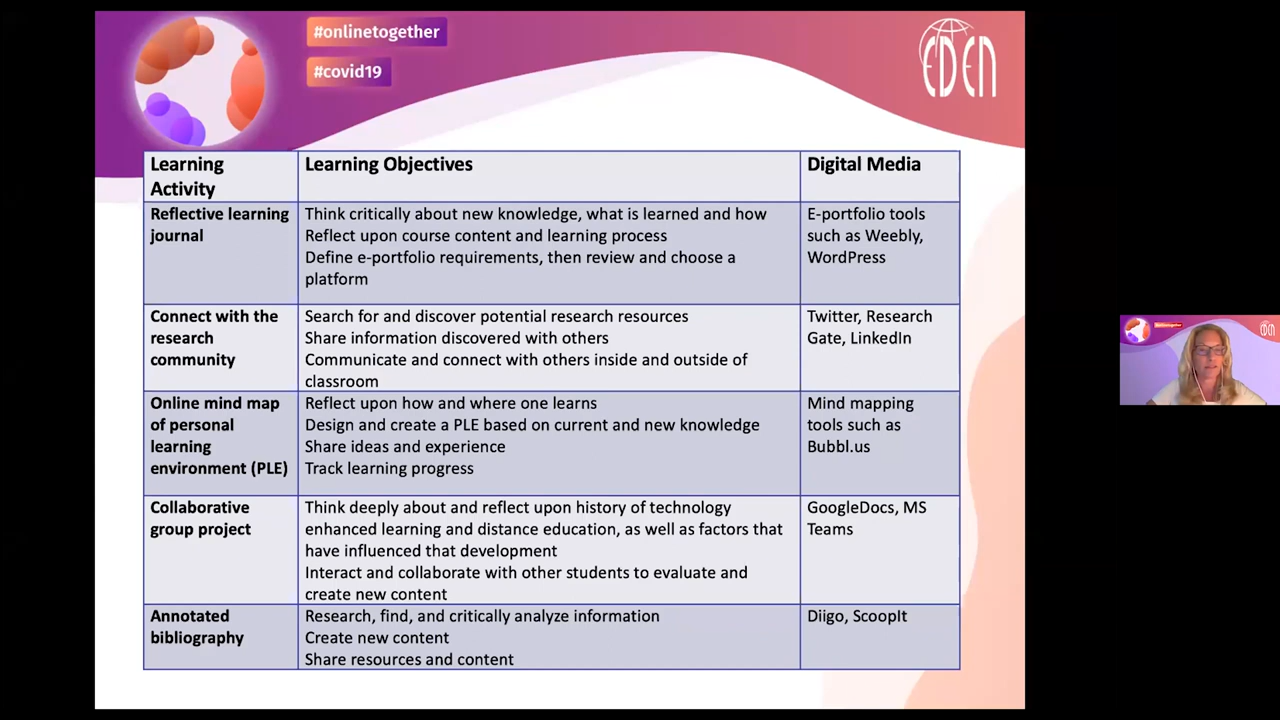 #onlinetogether
#covid19
EDEN
Learning Activity
Learning Objectives
Digital Media
Reflective learning journal
Think critically about new knowledge, what is learned and how
Reflect upon course content and learning process
Define e-portfolio requirements, then review and choose a
platform
E-portfolio tools
such as Weebly,
WordPress
Connect with the
research
community
Search for and discover potential research resources
Share information discovered with others
Communicate and connect with others inside and outside of
classroom
Twitter, Research
Gate, LinkedIn
Online mind map
of personal
learning
environment (PLE)
Reflect upon how and where one learns
Design and create a PLE based on current and new knowledge
Share ideas and experience
Track learning progress
Mind mapping
tools such as
Bubbl.us
Collaborative
group project
Think deeply about and reflect upon history of technology
enhanced learning and distance education, as well as factors that
have influenced that development
Interact and collaborate with other students to evaluate and
create new content
GoogleDocs, MS
Teams
Annotated
bibliography
Research, find, and critically analyze information
Create new content
Share resources and content
Diigo, ScoopIt
#onlinetogether